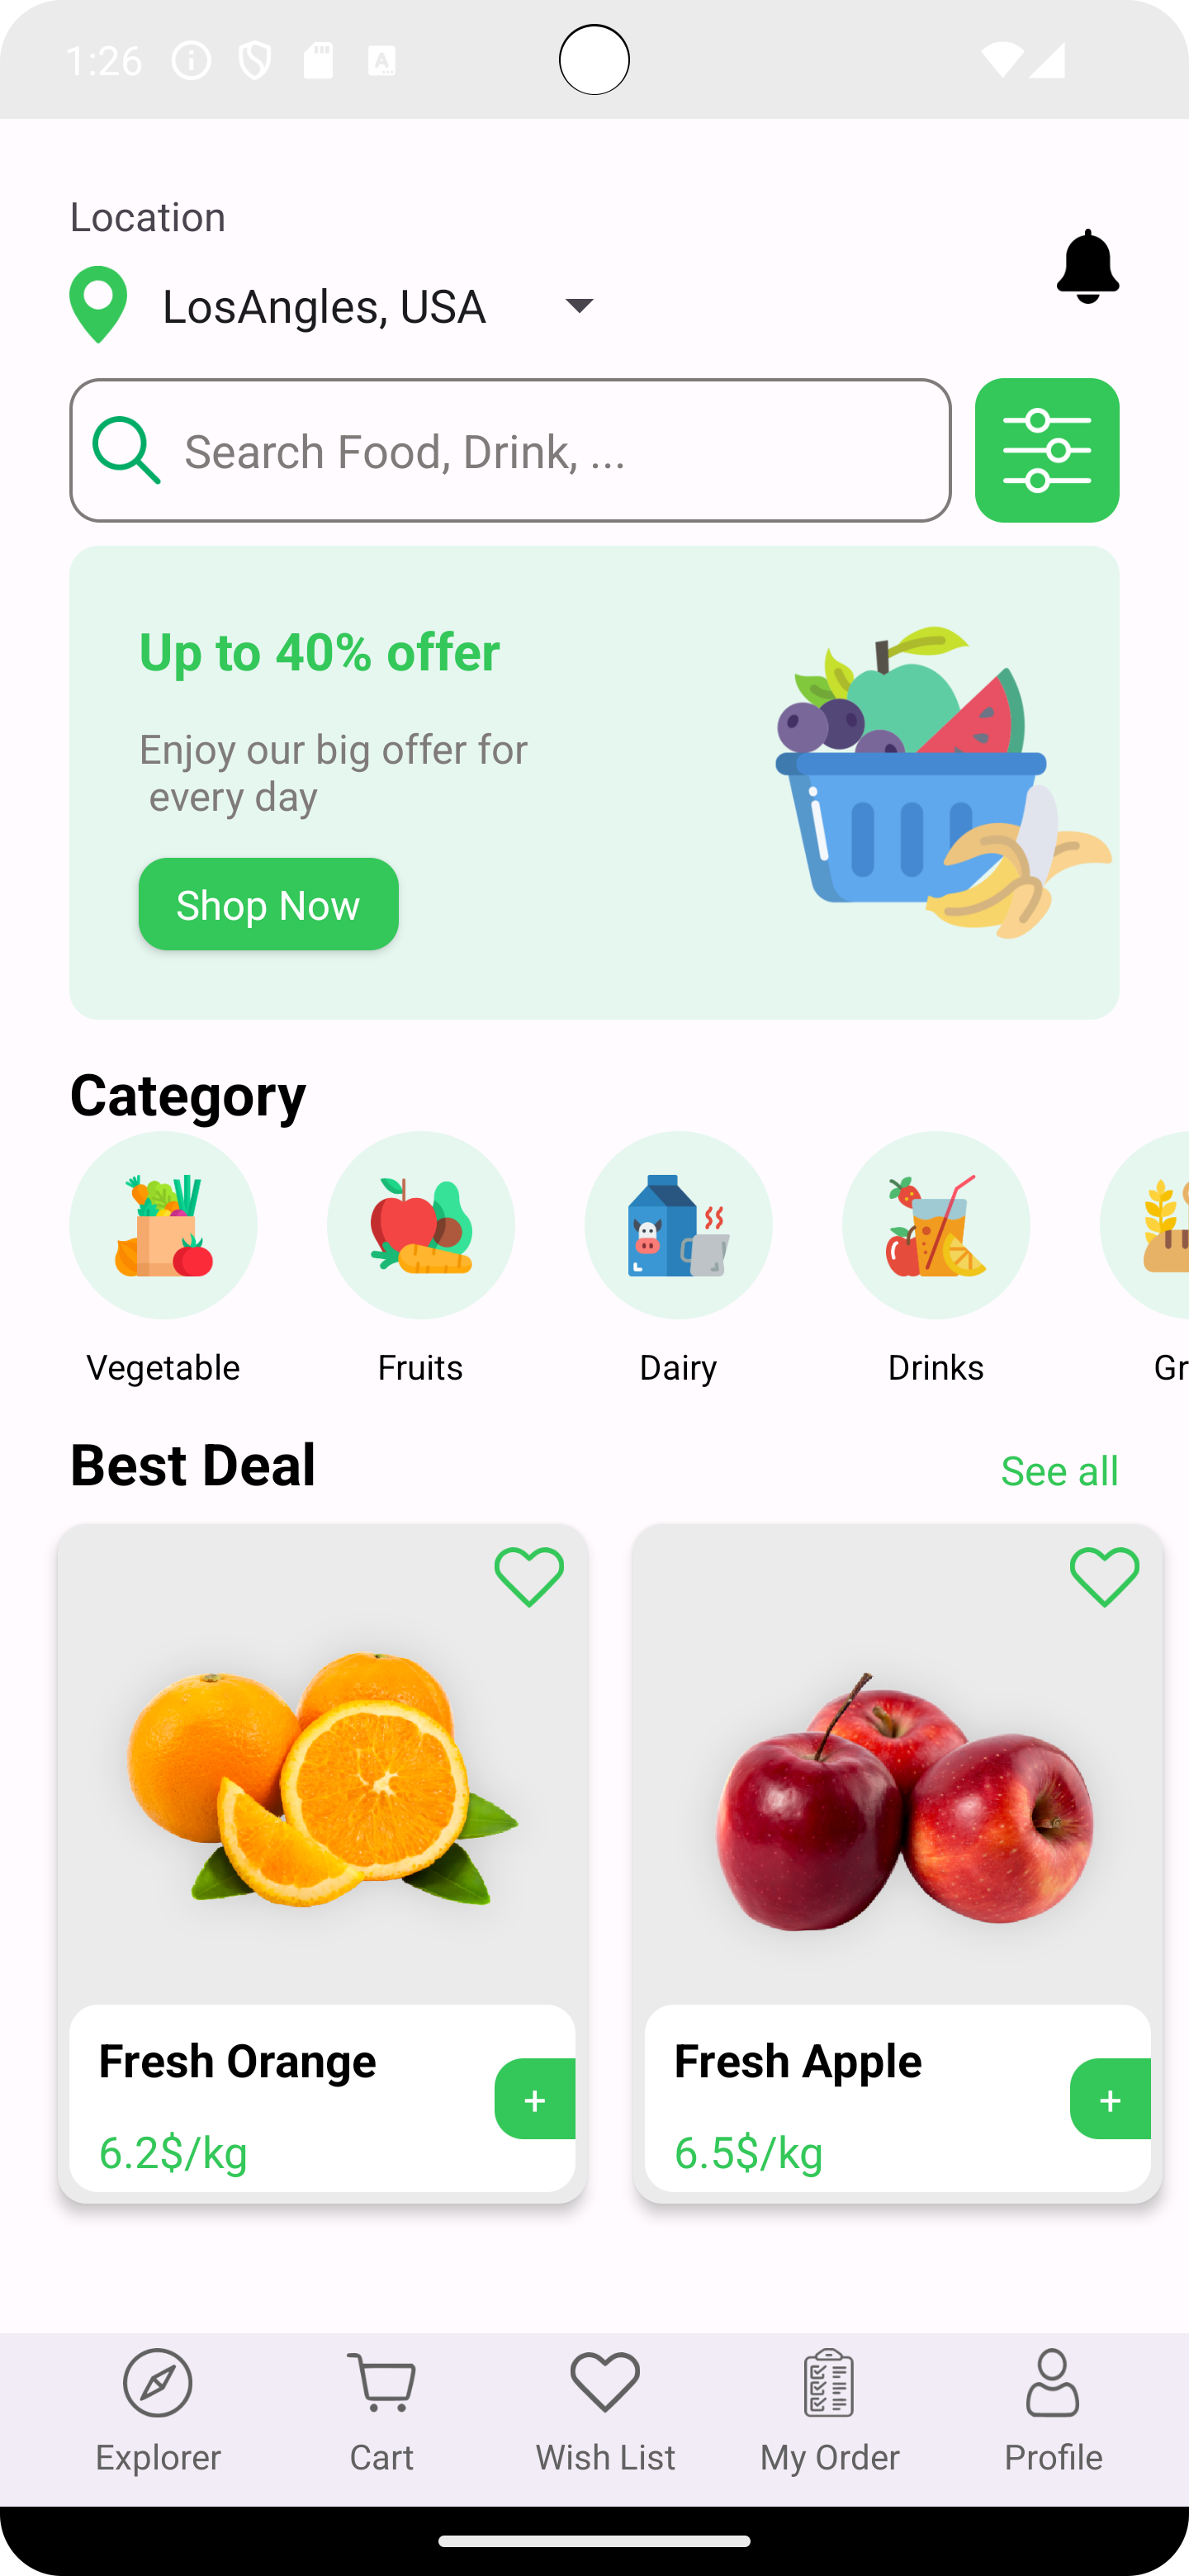 1:26
Location
LosAngles, USA
Search Food, Drink, ...
Up to 40% offer
Enjoy our big offer for
every day
Shop Now
Category
Vegetable
Fruits
Dairy
Drinks
Gr
Best Deal
See all
Fresh Orange
+
6.2$/kg
Fresh Apple
+
6.5$/kg
Explorer
Cart
Wish List
My Order
Profile